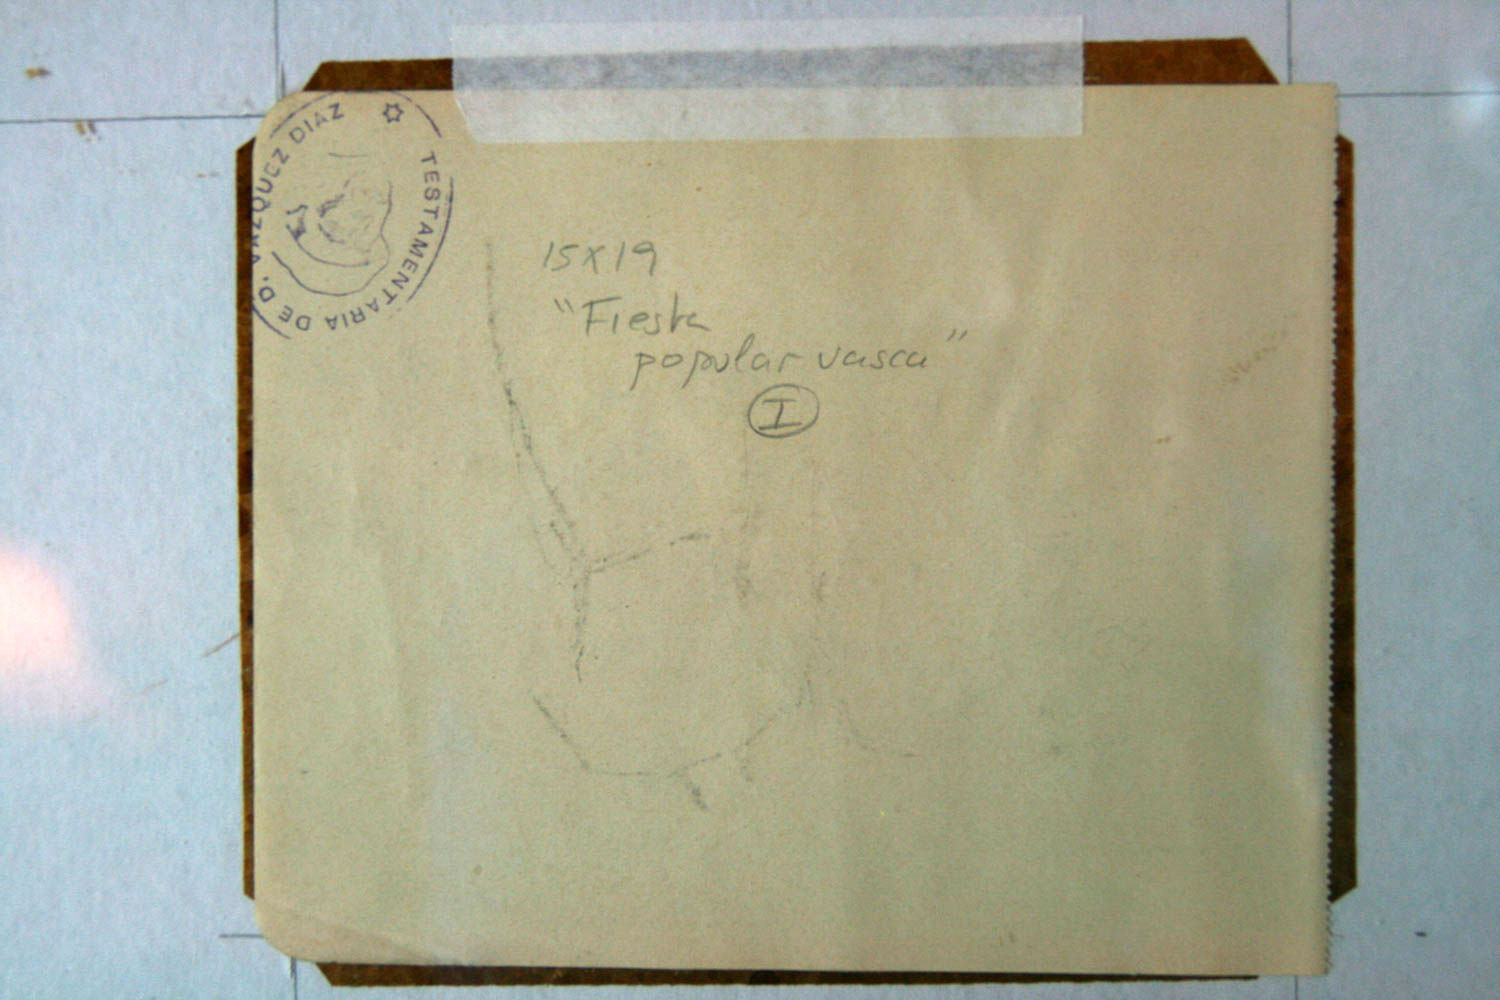 TESTAMENTARIA DE D. VAZQUEZ DIAZ
15x19
"Fiesta
popular vasca"
I